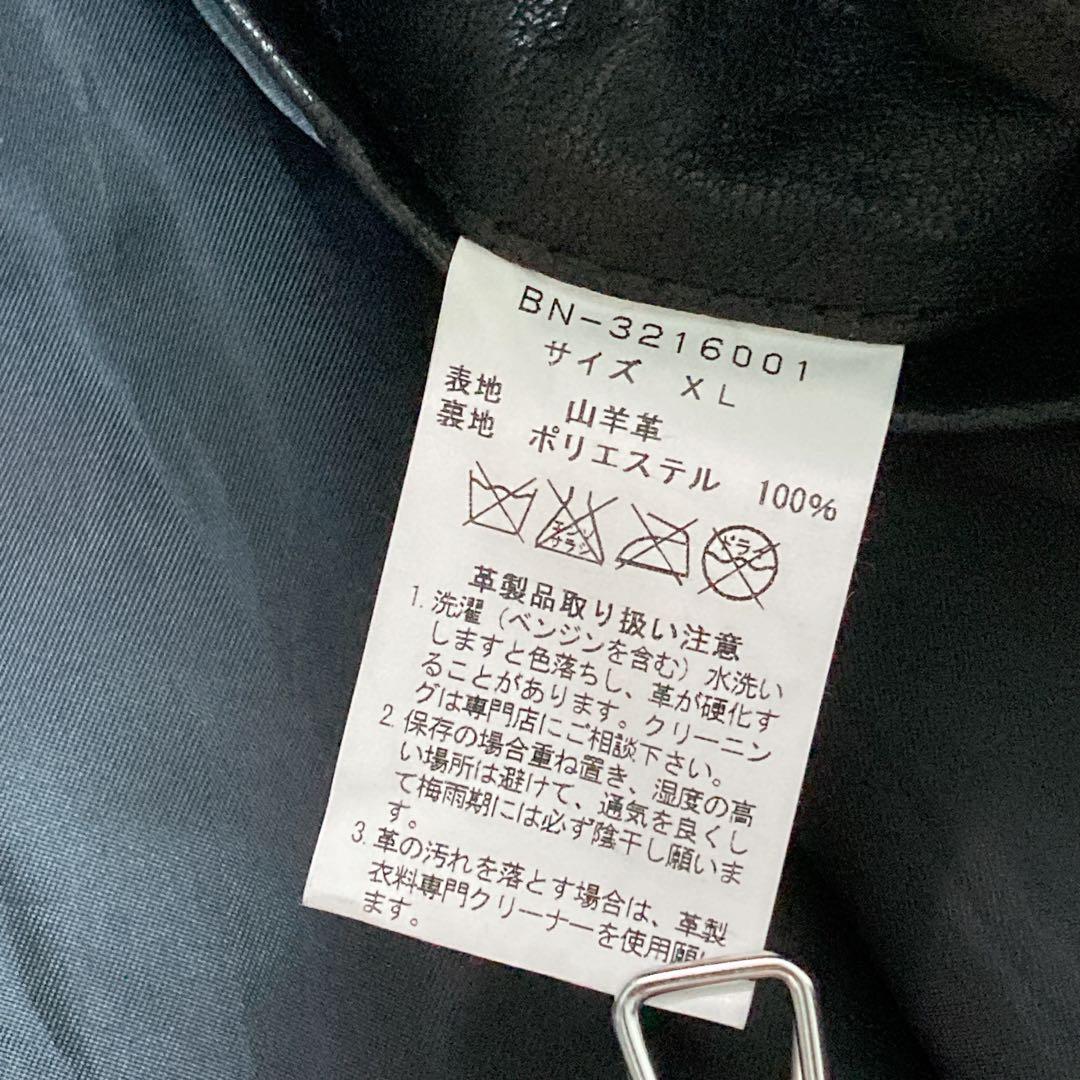 BN-3216001
サイズ XL
表地 山羊革
裏地 ポリエステル 100%
エンソ
サラシ
ドライ
革製品取り扱い注意
1. 洗濯（ベンジンを含む）水洗い
しますと色落ちし、革が硬化す
ることがあります。クリーニン
グは専門店にご相談下さい。
2. 保存の場合重ね置き、湿度の高
い場所は避けて、通気を良くし
て梅雨期には必ず陰干し願いま
す。
3. 革の汚れを落とす場合は、革製
衣料専門クリーナーを使用願
ます。